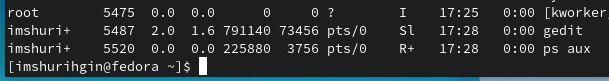 root 5475 0.0 0.0 0 0 ? I 17:25 0:00 [kworker
imshuri+ 5487 2.0 1.6 791140 73456 pts/0 Sl 17:28 0:00 gedit
imshuri+ 5520 0.0 0.0 225880 3756 pts/0 R+ 17:28 0:00 ps aux
[imshurihgin@fedora ~]$